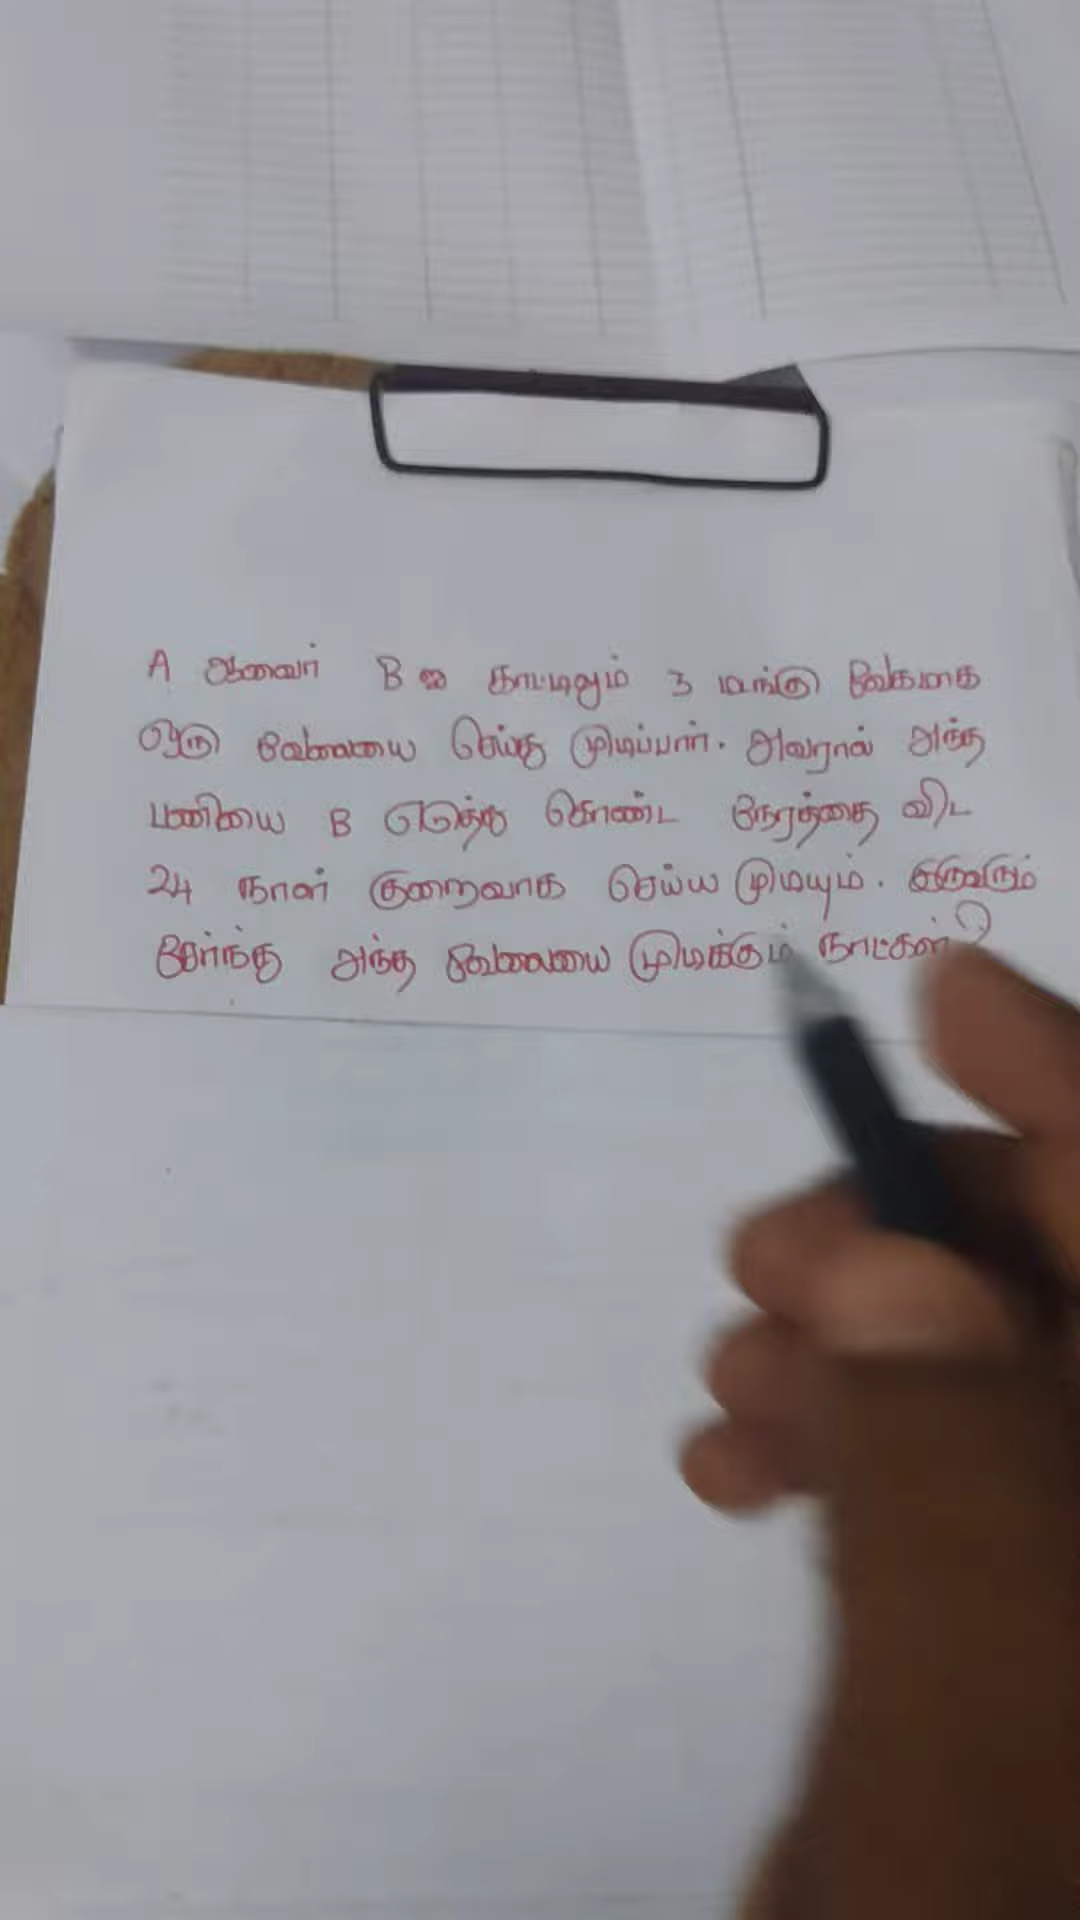 A ஆனவர் B ஐ காட்டிலும் 3 மடங்கு வேகமாக
ஒரு வேலையை செய்து முடிப்பார். அவரால் அந்த
பணியை B எடுத்து கொண்ட நேரத்தை விட
24 நாள் குறைவாக செய்ய முடியும். இருவரும்
சேர்ந்து அந்த வேலையை முடிக்கும் நாட்கள்?